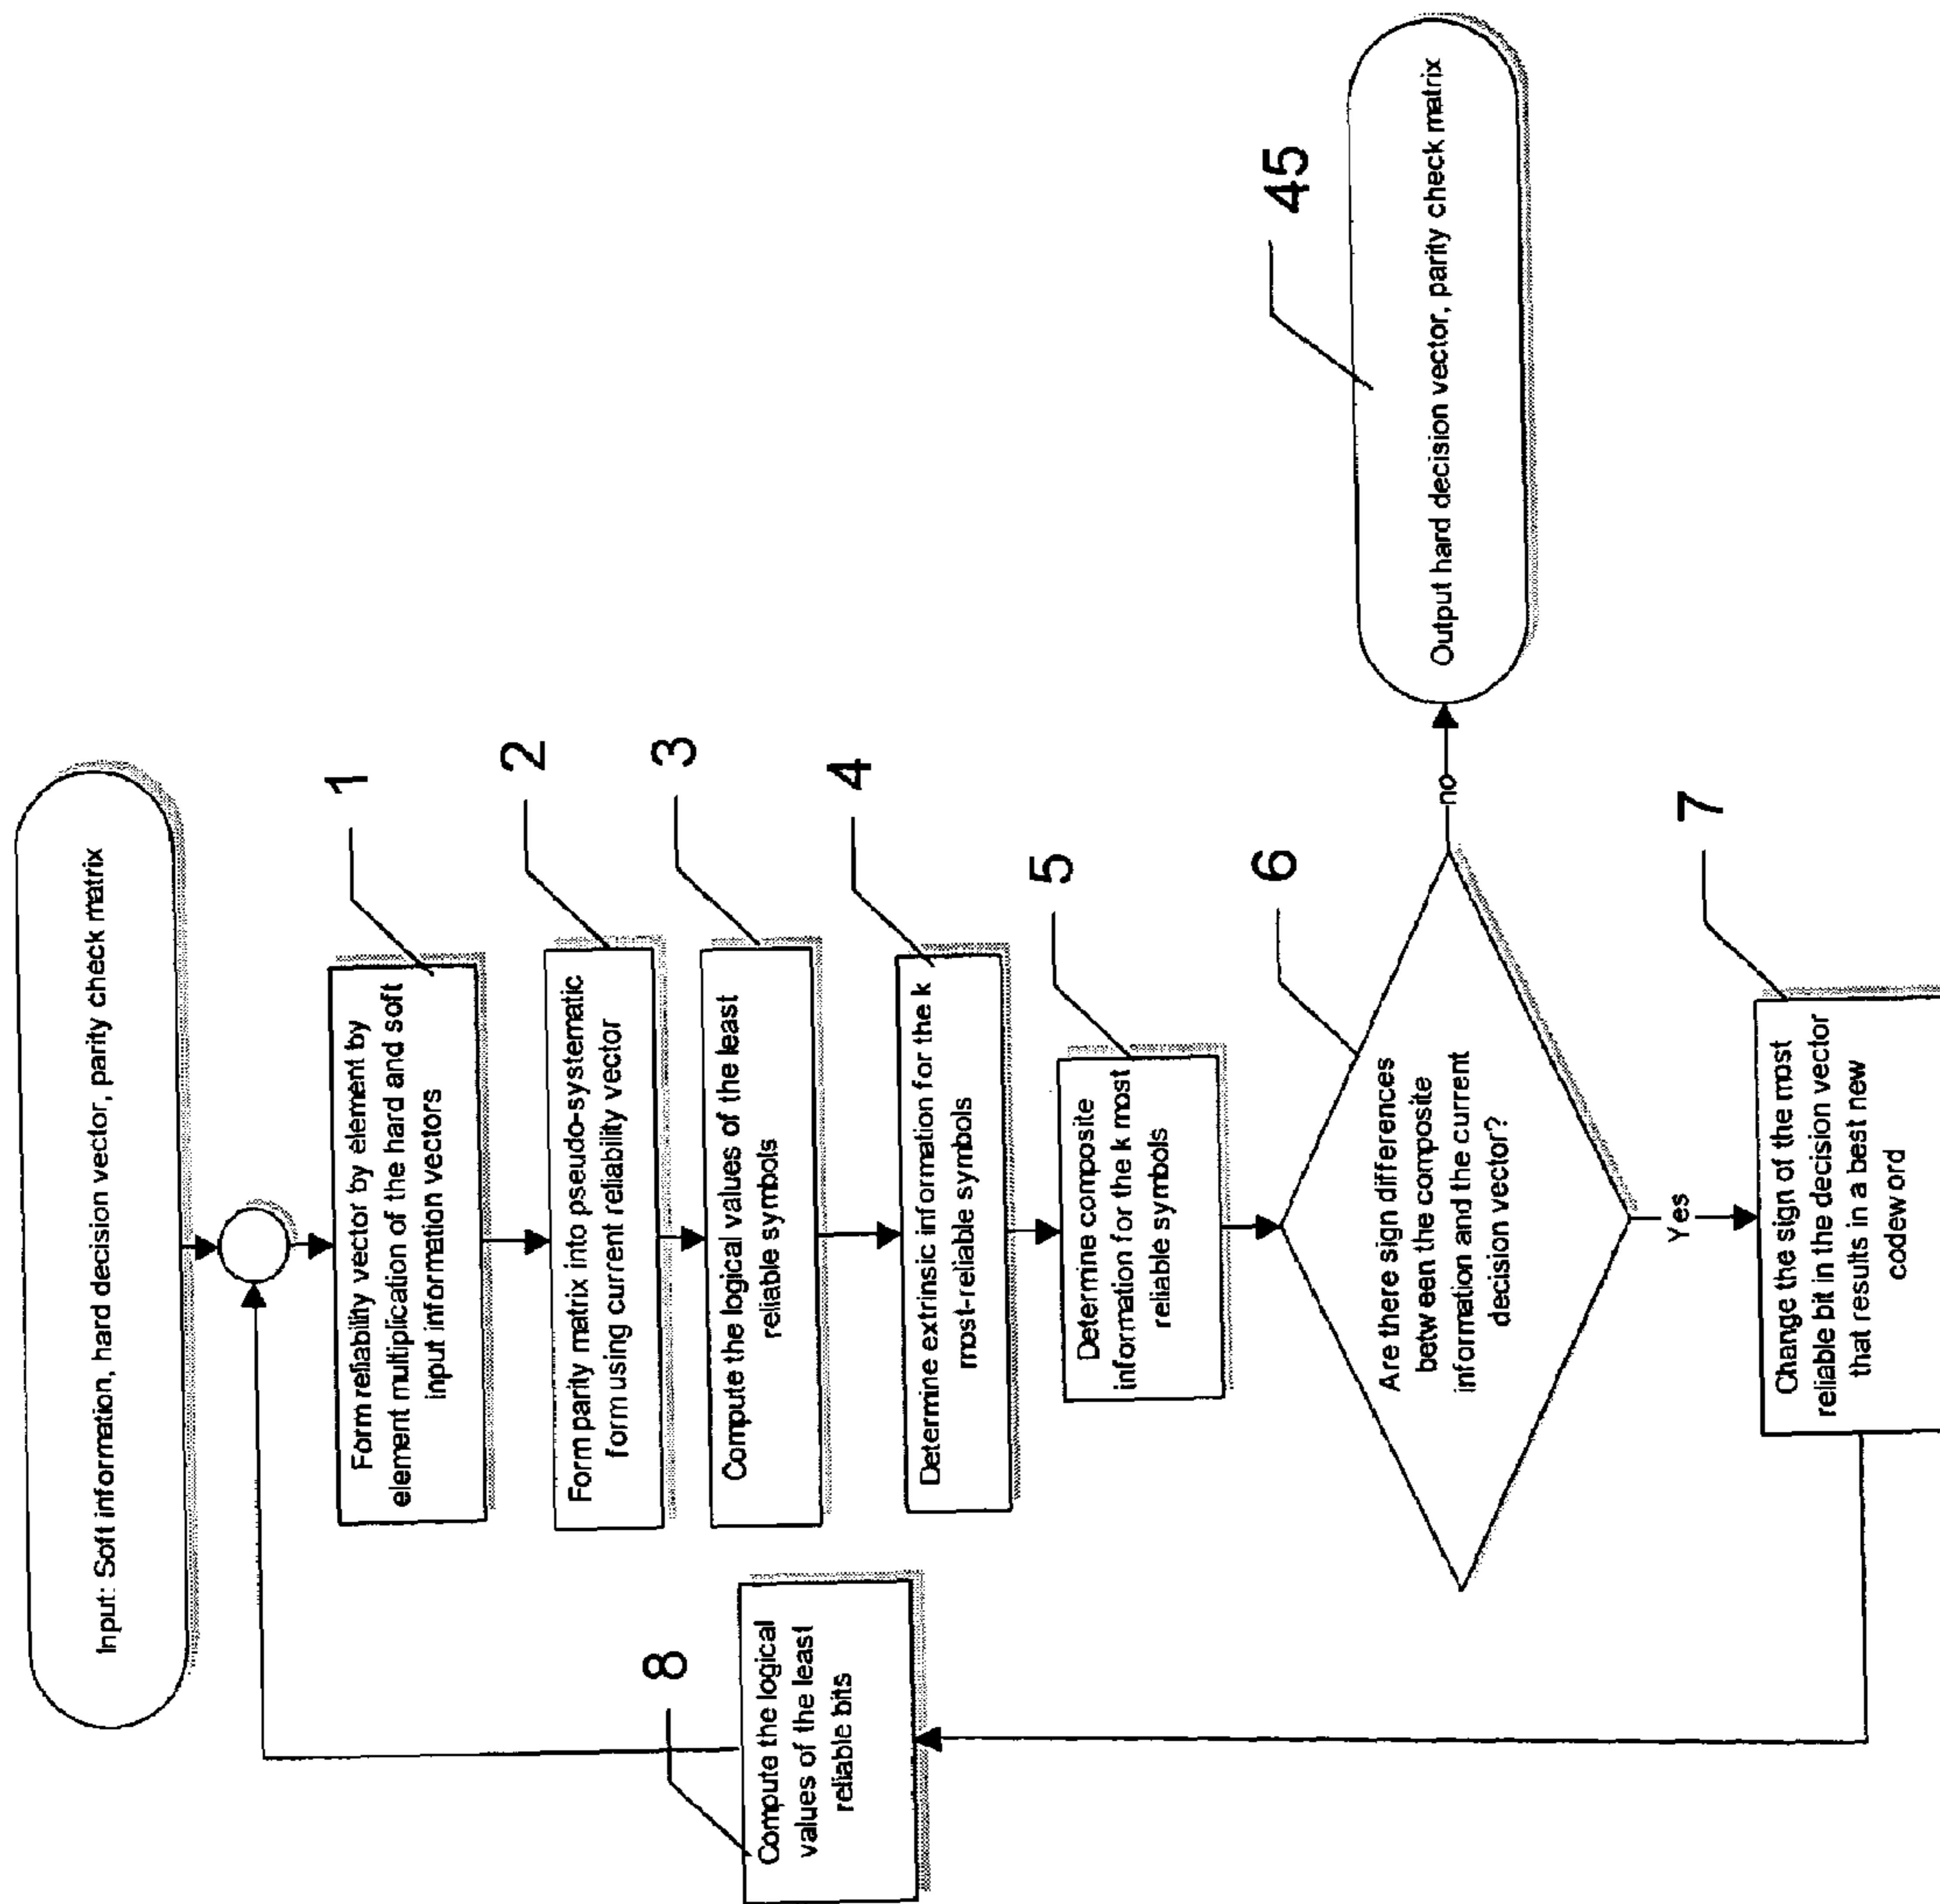 Input: Soft information, hard decision vector, parity check matrix
1
Form reliability vector by element by
element multiplication of the hard and soft
input information vectors
2
Form parity matrix into pseudo-systematic
form using current reliability vector
3
Compute the logical values of the least
reliable symbols
4
Determine extrinsic information for the k
most-reliable symbols
5
Determine composite
information for the k most
reliable symbols
6
Are there sign differences
between the composite
information and the current
decision vector?
no
45
Output hard decision vector, parity check matrix
Yes
7
Change the sign of the most
reliable bit in the decision vector
that results in a best new
codeword
8
Compute the logical
values of the least
reliable bits